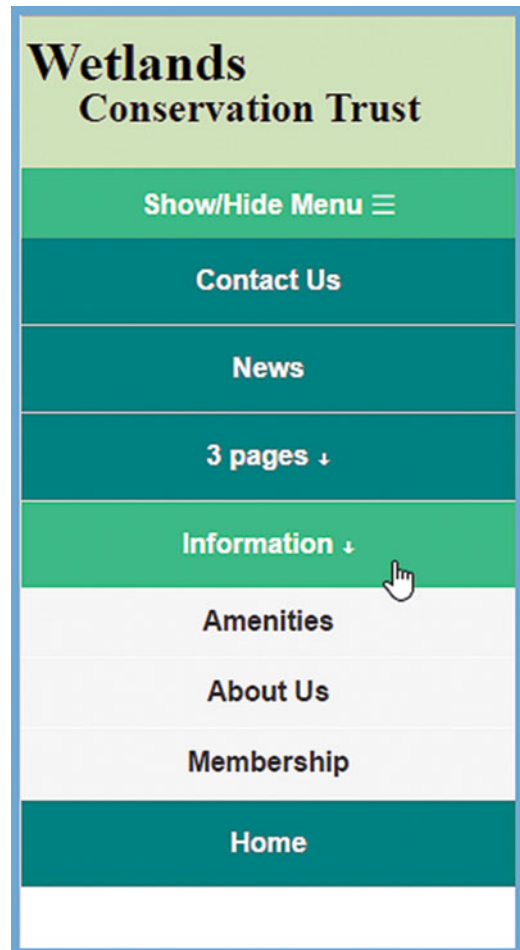 Wetlands
Conservation Trust
Show/Hide Menu ☰
Contact Us
News
3 pages ↓
Information ↓
Amenities
About Us
Membership
Home